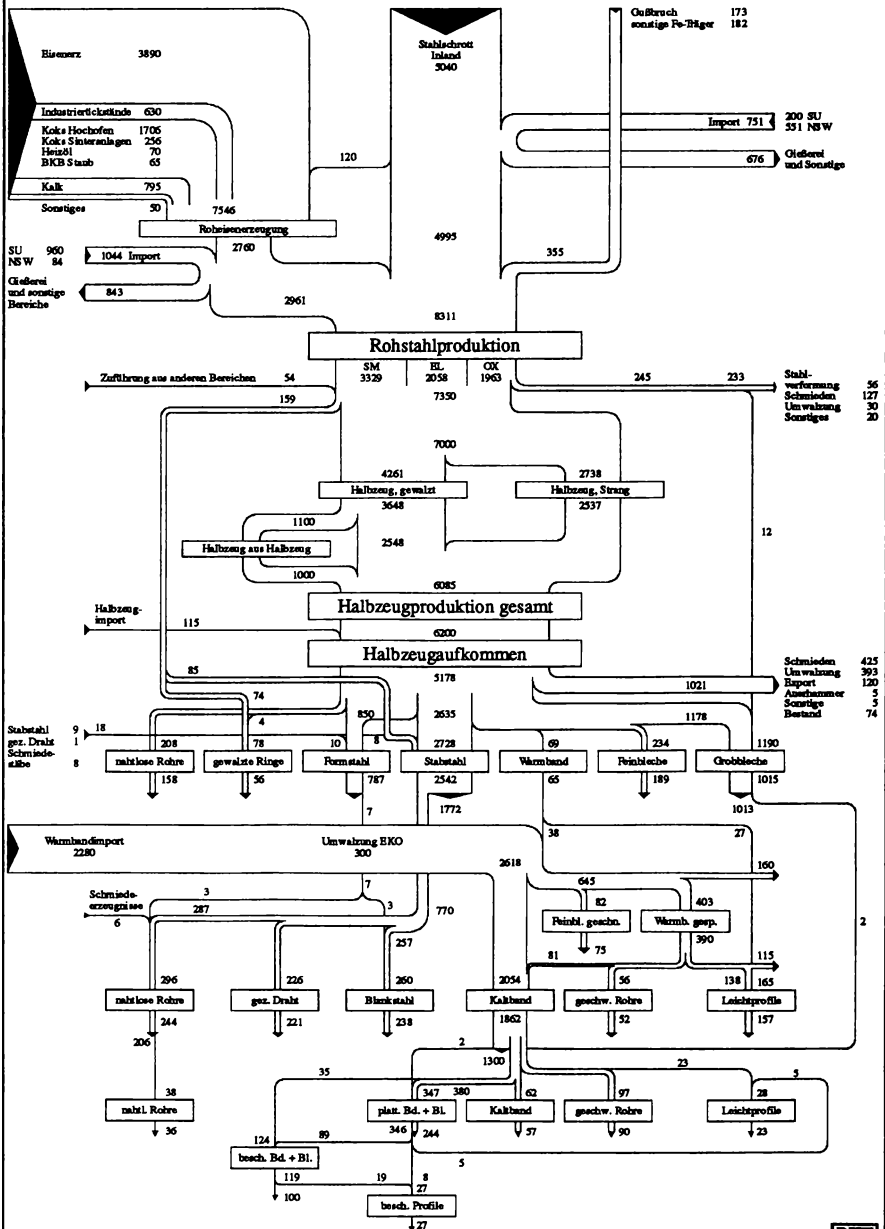 Gußbruch 173
sonstige Fe-Träger 182
Stahlschrott
Inland
5040
Eisenerz 3890
Industrierückstände 630
Koks Hochofen 1706
Koks Sinteranlagen 256
Heizöl 70
BKB Staub 65
Kalk 795
Sonstiges 50
7546
120
Import 751
200 SU
551 NSW
676
Gießerei
und Sonstige
Roheisenerzeugung
2760
4995
355
SU 960
NSW 84
1044 Import
Gießerei
und sonstige
Bereiche
843
2961
8311
Rohstahlproduktion
SM EL OX
3329 2058 1963
Zuführung aus anderen Bereichen 54
245 233
Stahl-
verformung 56
Schmieden 127
Umwalzung 30
Sonstiges 20
159
7350
7000
4261 2738
Halbzeug, gewalzt Halbzeug, Strang
3648 2537
1100
2548
12
Halbzeug aus Halbzeug
1000
6085
Halbzeugproduktion gesamt
Halbzeug-
import
115
6200
Halbzeugaufkommen
85
5178
Schmieden 425
Umwalzung 393
Export 120
Sonstige 5
Bestand 74
1021
74
850 2635
4
1178
Stabstahl 9
gez. Draht 1
Schmiede-
stäbe 8
18
8
208 78 10 2728 69 234 1190
nahtlose Rohre gewalzte Ringe Formstahl Stabstahl Warmband Feinbleche Grobbleche
158 56 787 2542 65 189 1015
7 1772 1013
38 27
Warmbandimport
2280
Umwalzung EKO
300
2618
160
7
645
3
82 403
Schmiede-
erzeugnisse
6
287 3 770
Feinbl. geschn. Warmb. gesp.
2
257
75 390
81 115
296 226 260 2054 56 138 165
nahtlose Rohre gez. Draht Blankstahl Kaltband geschw. Rohre Leichtprofile
244 221 238 1862 52 157
206
2
1300
23
35 5
380
38 347 62 97 28
nahtl. Rohre platt. Bd. + Bl. Kaltband geschw. Rohre Leichtprofile
36 346 244 57 90 23
124 89
besch. Bd. + Bl.
5
119 19 8
27
100
besch. Profile
27